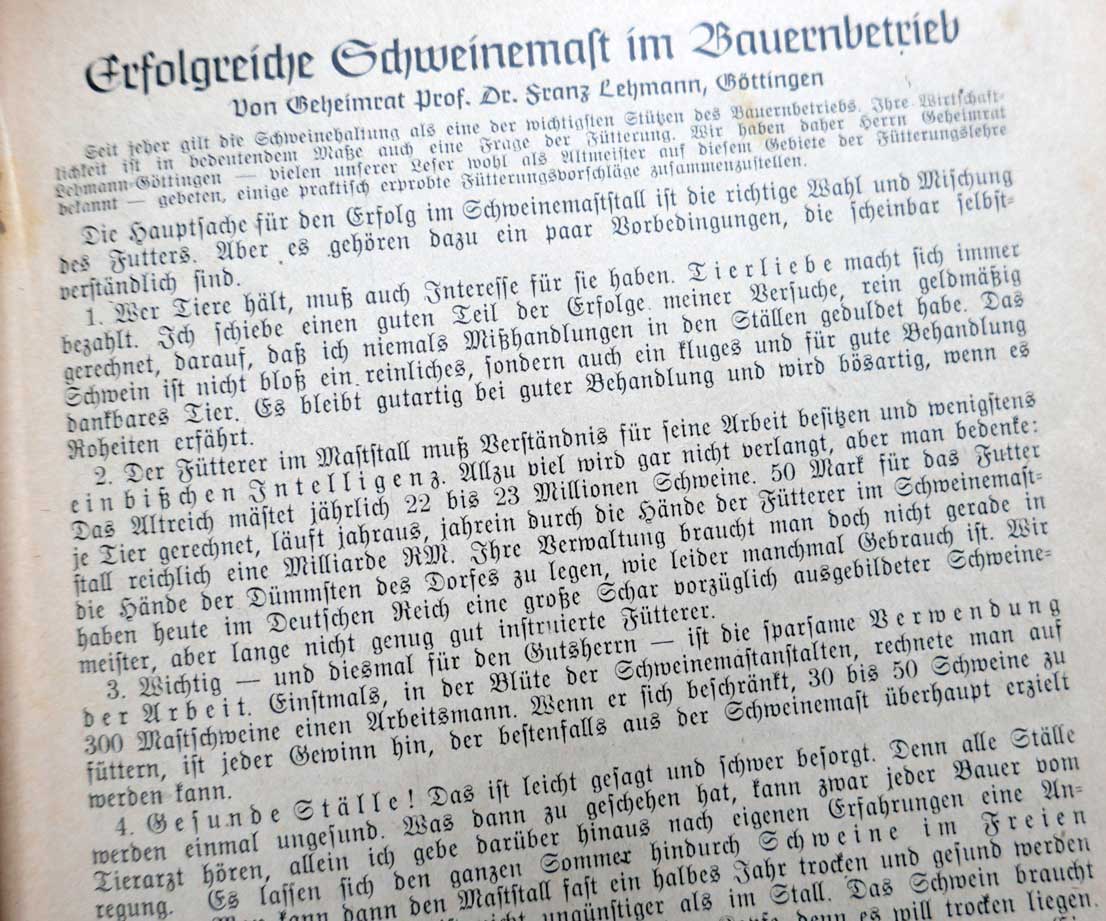 Erfolgreiche Schweinemast im Bauernbetrieb
Von Geheimrat Prof. Dr. Franz Lehmann, Göttingen
Seit jeher gilt die Schweinehaltung als eine der wichtigsten Stützen des Bauernbetriebs. Ihre Wirtschaft-
lichkeit ist in bedeutendem Maße auch eine Frage der Fütterung. Wir haben daher Herrn Geheimrat
Lehmann-Göttingen — vielen unserer Leser wohl als Altmeister auf diesem Gebiete der Fütterungslehre
bekannt — gebeten, einige praktisch erprobte Fütterungsvorschläge zusammenzustellen.
Die Hauptsache für den Erfolg im Schweinemaststall ist die richtige Wahl und Mischung
des Futters. Aber es gehören dazu ein paar Vorbedingungen, die scheinbar selbst-
verständlich sind.
1. Wer Tiere hält, muß auch Interesse für sie haben. Tierliebe macht sich immer
bezahlt. Ich schiebe einen guten Teil der Erfolge meiner Versuche, rein geldmäßig
gerechnet, darauf, daß ich niemals Mißhandlungen in den Ställen geduldet habe. Das
Schwein ist nicht bloß ein reinliches, sondern auch ein kluges und für gute Behandlung
dankbares Tier. Es bleibt gutartig bei guter Behandlung und wird bösartig, wenn es
Roheiten erfährt.
2. Der Fütterer im Maststall muß Verständnis für seine Arbeit besitzen und wenigstens
ein bißchen Intelligenz. Allzu viel wird gar nicht verlangt, aber man bedenke:
Das Altreich mästet jährlich 22 bis 23 Millionen Schweine. 50 Mark für das Futter
je Tier gerechnet, läuft jahraus, jahrein durch die Hände der Fütterer im Schweinemast-
stall reichlich eine Milliarde RM. Ihre Verwaltung braucht man doch nicht gerade in
die Hände der Dümmsten des Dorfes zu legen, wie leider manchmal Gebrauch ist. Wir
haben heute im Deutschen Reich eine große Schar vorzüglich ausgebildeter Schweine-
meister, aber lange nicht genug gut instruierte Fütterer.
3. Wichtig — und diesmal für den Gutsherrn — ist die sparsame Verwendung
der Arbeit. Einstmals, in der Blüte der Schweinemastanstalten, rechnete man auf
300 Mastschweine einen Arbeitsmann. Wenn er sich beschränkt, 30 bis 50 Schweine zu
füttern, ist jeder Gewinn hin, der bestenfalls aus der Schweinemast überhaupt erzielt
werden kann.
4. Gesunde Ställe! Das ist leicht gesagt und schwer besorgt. Denn alle Ställe
werden einmal ungesund. Was dann zu geschehen hat, kann zwar jeder Bauer vom
Tierarzt hören, allein ich gebe darüber hinaus nach eigenen Erfahrungen eine An-
regung. Es lassen sich den ganzen Sommer hindurch Schweine im Freien
kann dann den Maststall fast ein halbes Jahr trocken und gesund werden
nicht ungünstiger als im Stall. Das Schwein braucht
denn es will trocken liegen.